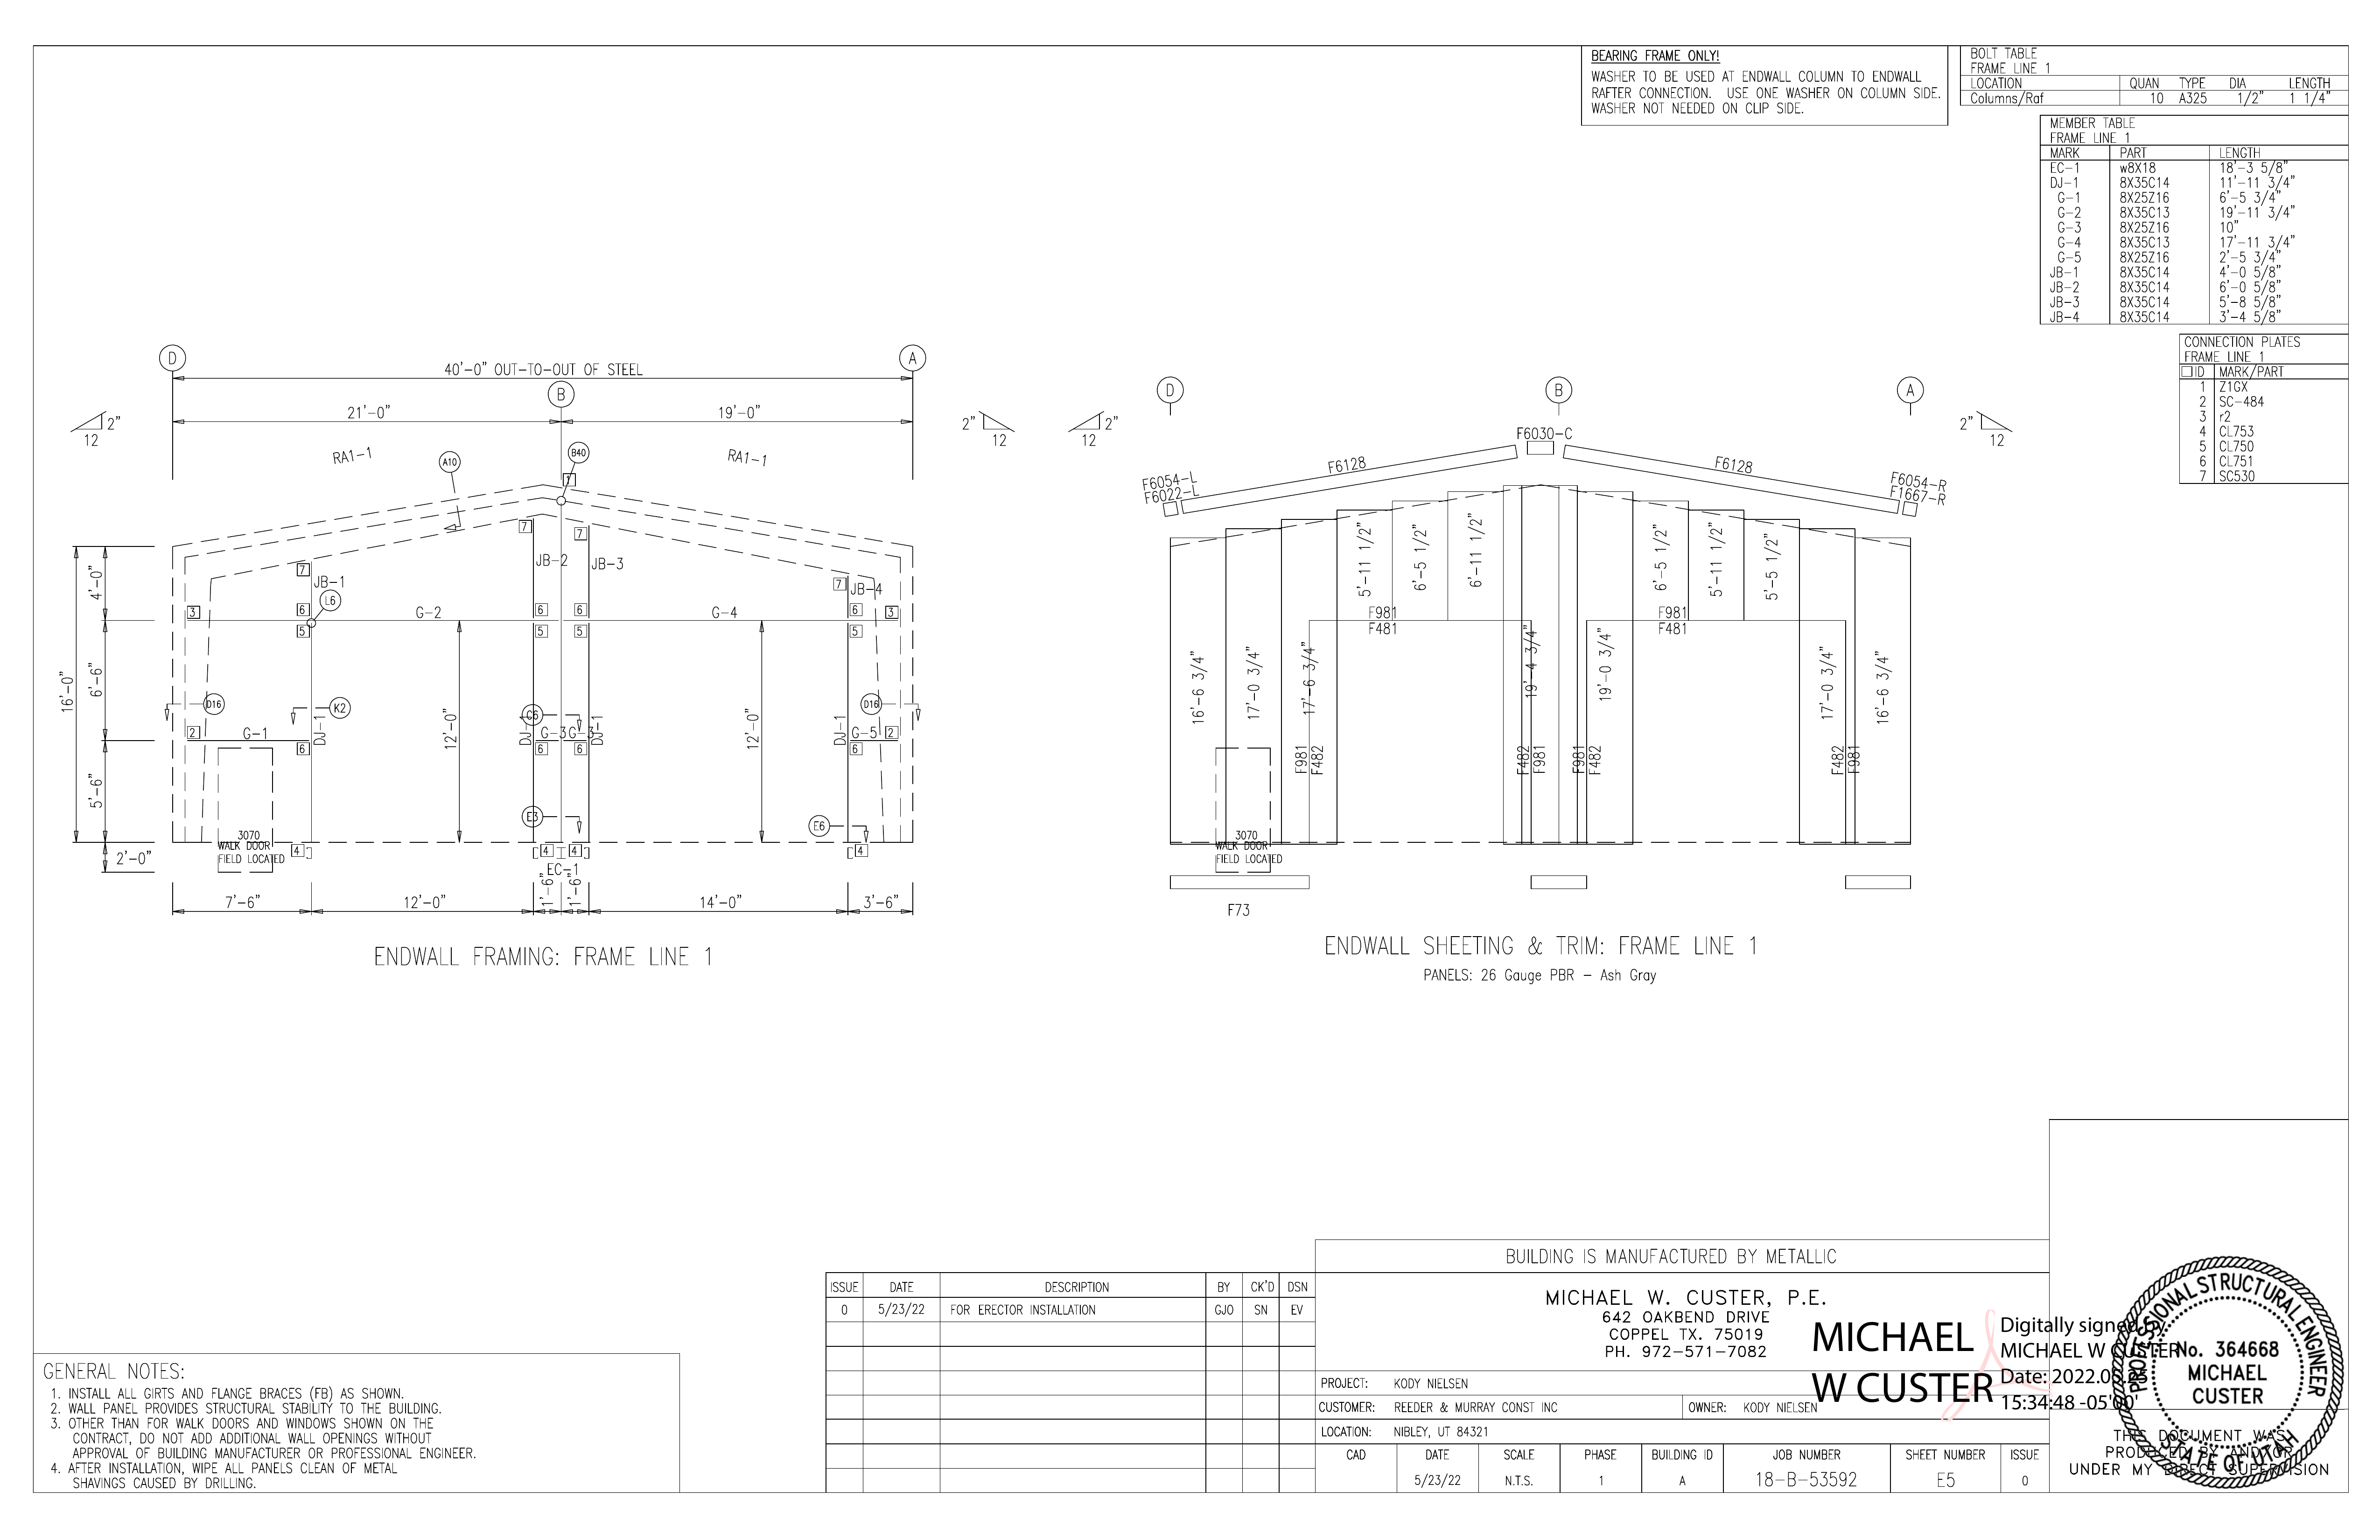 BEARING FRAME ONLY!
WASHER TO BE USED AT ENDWALL COLUMN TO ENDWALL
RAFTER CONNECTION. USE ONE WASHER ON COLUMN SIDE.
WASHER NOT NEEDED ON CLIP SIDE.
BOLT TABLE
FRAME LINE 1
LOCATION QUAN TYPE DIA LENGTH
Columns/Raf 10 A325 1/2" 1 1/4"
MEMBER TABLE
FRAME LINE 1
MARK PART LENGTH
EC-1 w8X18 18'-3 5/8"
DJ-1 8X35C14 11'-11 3/4"
G-1 8X25Z16 6'-5 3/4"
G-2 8X35C13 19'-11 3/4"
G-3 8X25Z16 10"
G-4 8X35C13 17'-11 3/4"
G-5 8X25Z16 2'-5 3/4"
JB-1 8X35C14 4'-0 5/8"
JB-2 8X35C14 6'-0 5/8"
JB-3 8X35C14 5'-8 5/8"
JB-4 8X35C14 3'-4 5/8"
CONNECTION PLATES
FRAME LINE 1
ID MARK/PART
1 Z1GX
2 SC-484
3 r2
4 CL753
5 CL750
6 CL751
7 SC530
D A
40'-0" OUT-TO-OUT OF STEEL
B
21'-0" 19'-0"
2" 12
2" 12
RA1-1 A10 B40 RA1-1
1
7 7
JB-2 JB-3
7 JB-1 7 JB-4
L6
3 6 G-2 6 6 G-4 6 3
5 5 5 5
16'-0" 4'-0" 6'-6" 5'-6"
D16 K2 C6 D16
DJ-1 12'-0" DJ-1 DJ-1 12'-0" DJ-1
2 G-1 G-3 G-3 G-5 2
6 6 6 6
E3 E6
3070
WALK DOOR
FIELD LOCATED
2'-0"
4 4 4 4
EC-1
7'-6" 12'-0" 1'-6" 1'-6" 14'-0" 3'-6"
ENDWALL FRAMING: FRAME LINE 1
D B A
2" 12
2" 12
F6030-C
F6128 F6128
F6054-L
F6022-L
F6054-R
F1667-R
5'-11 1/2" 6'-5 1/2" 6'-11 1/2" 6'-5 1/2" 5'-11 1/2" 5'-5 1/2"
F981 F981
F481 F481
16'-6 3/4" 17'-0 3/4" 17'-6 3/4" 19'-4 3/4" 19'-0 3/4" 17'-0 3/4" 16'-6 3/4"
F981 F482 F482 F981 F981 F482 F482 F981
3070
WALK DOOR
FIELD LOCATED
F73
ENDWALL SHEETING & TRIM: FRAME LINE 1
PANELS: 26 Gauge PBR - Ash Gray
GENERAL NOTES:
1. INSTALL ALL GIRTS AND FLANGE BRACES (FB) AS SHOWN.
2. WALL PANEL PROVIDES STRUCTURAL STABILITY TO THE BUILDING.
3. OTHER THAN FOR WALK DOORS AND WINDOWS SHOWN ON THE
CONTRACT, DO NOT ADD ADDITIONAL WALL OPENINGS WITHOUT
APPROVAL OF BUILDING MANUFACTURER OR PROFESSIONAL ENGINEER.
4. AFTER INSTALLATION, WIPE ALL PANELS CLEAN OF METAL
SHAVINGS CAUSED BY DRILLING.
ISSUE DATE DESCRIPTION BY CK'D DSN
0 5/23/22 FOR ERECTOR INSTALLATION GJO SN EV
BUILDING IS MANUFACTURED BY METALLIC
MICHAEL W. CUSTER, P.E.
642 OAKBEND DRIVE
COPPEL TX. 75019
PH. 972-571-7082
PROJECT: KODY NIELSEN
CUSTOMER: REEDER & MURRAY CONST INC OWNER: KODY NIELSEN
LOCATION: NIBLEY, UT 84321
CAD DATE SCALE PHASE BUILDING ID JOB NUMBER SHEET NUMBER ISSUE
5/23/22 N.T.S. 1 A 18-B-53592 E5 0
MICHAEL
W CUSTER
Digitally signed by
MICHAEL W CUSTER
Date: 2022.05.23
15:34:48 -05'00'
PROFESSIONAL STRUCTURAL ENGINEER
No. 364668
MICHAEL
CUSTER
STATE OF UTAH
THIS DOCUMENT WAS
PRODUCED BY AND/OR
UNDER MY DIRECT SUPERVISION